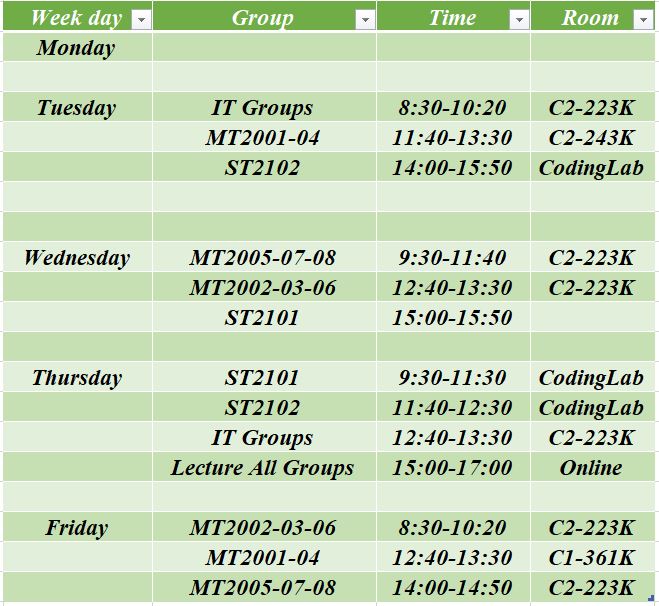 Week day Group Time Room
Monday
Tuesday IT Groups 8:30-10:20 C2-223K
MT2001-04 11:40-13:30 C2-243K
ST2102 14:00-15:50 CodingLab
Wednesday MT2005-07-08 9:30-11:40 C2-223K
MT2002-03-06 12:40-13:30 C2-223K
ST2101 15:00-15:50
Thursday ST2101 9:30-11:30 CodingLab
ST2102 11:40-12:30 CodingLab
IT Groups 12:40-13:30 C2-223K
Lecture All Groups 15:00-17:00 Online
Friday MT2002-03-06 8:30-10:20 C2-223K
MT2001-04 12:40-13:30 C1-361K
MT2005-07-08 14:00-14:50 C2-223K